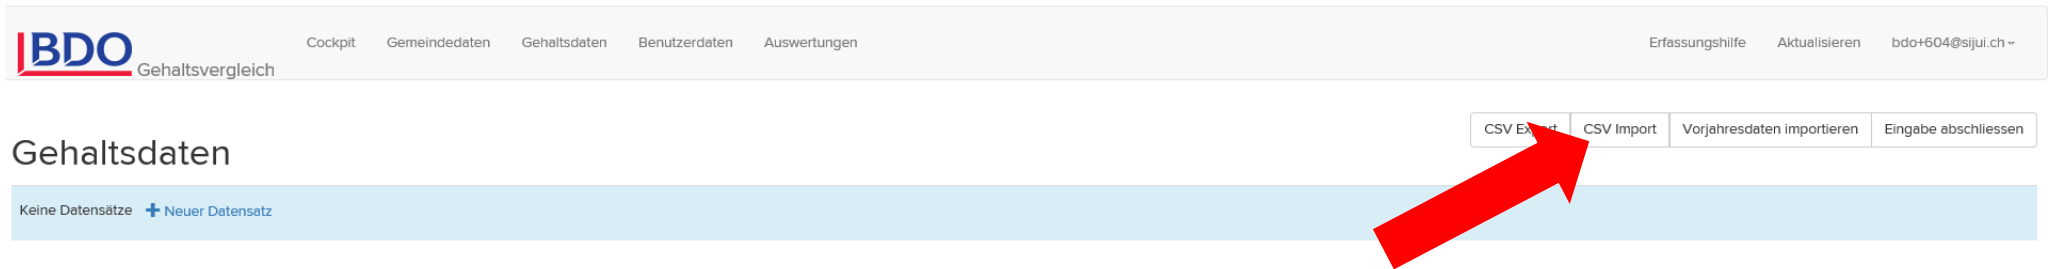 BDO Gehaltsvergleich
Cockpit Gemeindedaten Gehaltsdaten Benutzerdaten Auswertungen Erfassungshilfe Aktualisieren bdo+604@sijui.ch
CSV Export CSV Import Vorjahresdaten importieren Eingabe abschliessen
Gehaltsdaten
Keine Datensätze + Neuer Datensatz